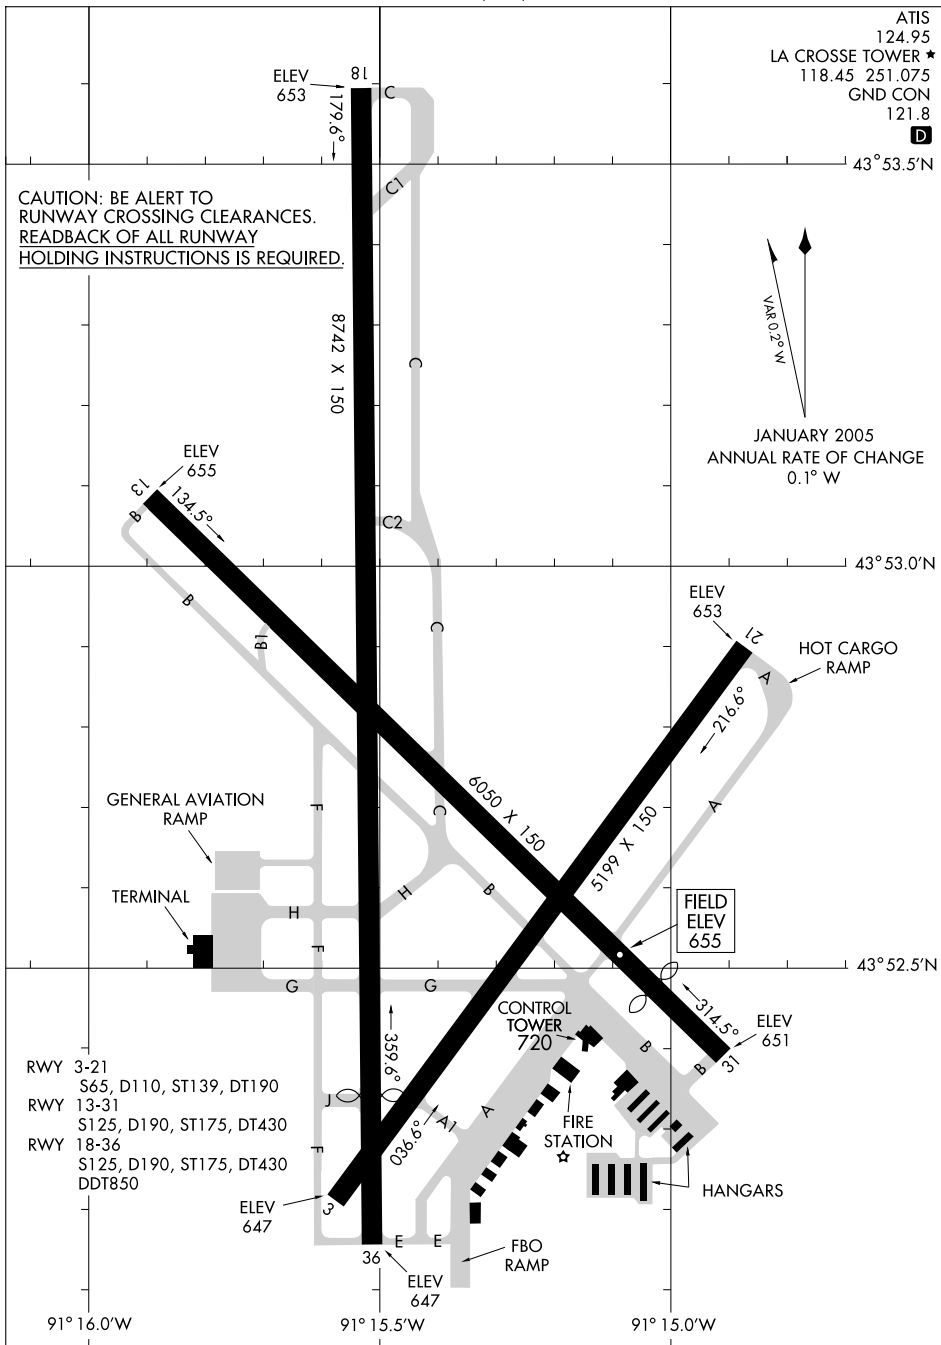 ATIS
124.95
LA CROSSE TOWER ★
118.45 251.075
GND CON
121.8
D
ELEV
653
18
C
179.6°
C1
43°53.5'N
CAUTION: BE ALERT TO
RUNWAY CROSSING CLEARANCES.
READBACK OF ALL RUNWAY
HOLDING INSTRUCTIONS IS REQUIRED.
8742 X 150
C
VAR 0.2° W
JANUARY 2005
ANNUAL RATE OF CHANGE
0.1° W
ELEV
655
13
134.5°
B
C2
43°53.0'N
B
B1
C
ELEV
653
21
HOT CARGO
RAMP
A
216.6°
GENERAL AVIATION
RAMP
F
C
6050 X 150
5199 X 150
A
TERMINAL
H
H
B
FIELD
ELEV
655
F
43°52.5'N
G
G
CONTROL
TOWER
720
314.5°
ELEV
651
31
B
B
359.6°
RWY 3-21
S65, D110, ST139, DT190
RWY 13-31
S125, D190, ST175, DT430
RWY 18-36
S125, D190, ST175, DT430
DDT850
J
F
036.6°
A1
A
FIRE
STATION
HANGARS
3
ELEV
647
36
E
E
FBO
RAMP
ELEV
647
91°16.0'W
91°15.5'W
91°15.0'W